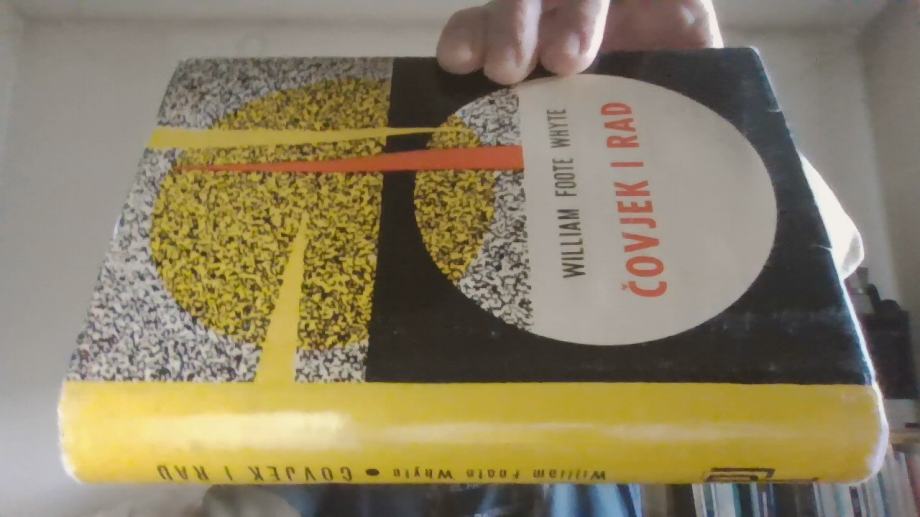 WILLIAM FOOTE WHYTE
ČOVJEK I RAD
William Foote Whyte • ČOVJEK I RAD